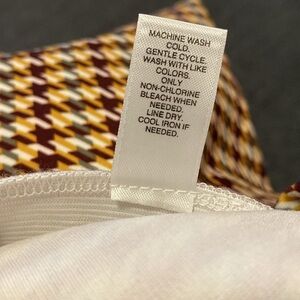 MACHINE WASH
COLD.
GENTLE CYCLE.
WASH WITH LIKE
COLORS.
ONLY
NON-CHLORINE
BLEACH WHEN
NEEDED.
LINE DRY.
COOL IRON IF
NEEDED.